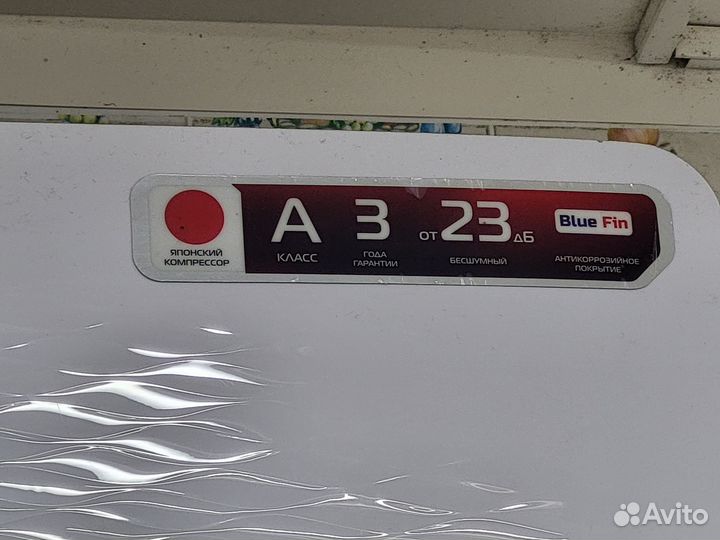 ЯПОНСКИЙ
КОМПРЕССОР
А
КЛАСС
3
ГОДА
ГАРАНТИИ
от 23 дБ
БЕСШУМНЫЙ
Blue Fin
АНТИКОРРОЗИЙНОЕ
ПОКРЫТИЕ
Avito